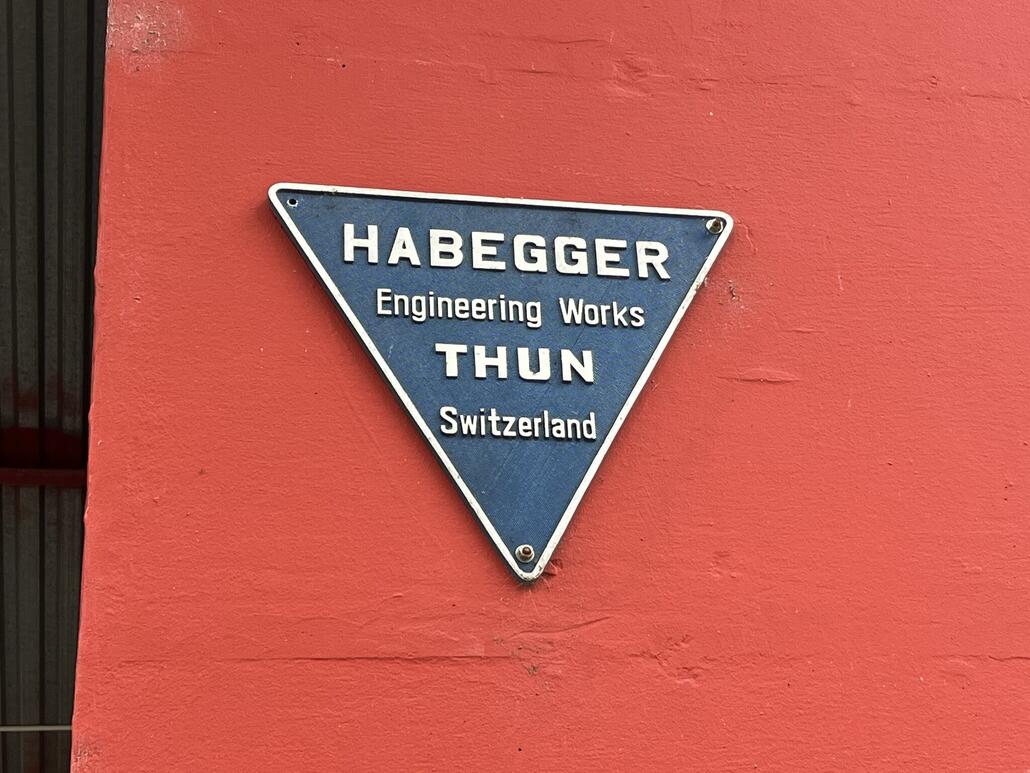 HABEGGER
Engineering Works
THUN
Switzerland